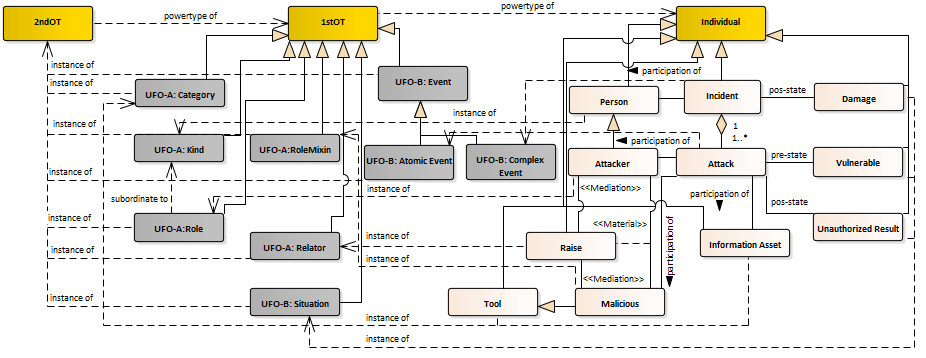 2ndOT
powertype of
1stOT
powertype of
Individual
instance of
UFO-B: Event
participation of
instance of
UFO-A: Category
Person
Incident
pos-state
Damage
instance of
instance of
1
1..*
UFO-A: Kind
UFO-A:RoleMixin
UFO-B: Atomic Event
UFO-B: Complex
Event
participation of
Attacker
Attack
pre-state
Vulnerable
instance of
instance of
<<Mediation>>
participation of
subordinate to
pos-state
instance of
UFO-A:Role
<<Material>>
Unauthorized Result
instance of
UFO-A: Relator
instance of
Raise
participation of
Information Asset
instance of
<<Mediation>>
instance of
UFO-B: Situation
Tool
Malicious
instance of
instance of